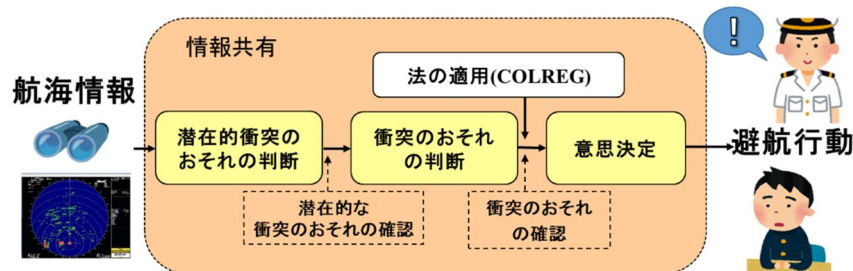 情報共有
!
航海情報
法の適用(COLREG)
潜在的衝突の
おそれの判断
衝突のおそれ
の判断
意思決定
避航行動
潜在的な
衝突のおそれの確認
衝突のおそれ
の確認